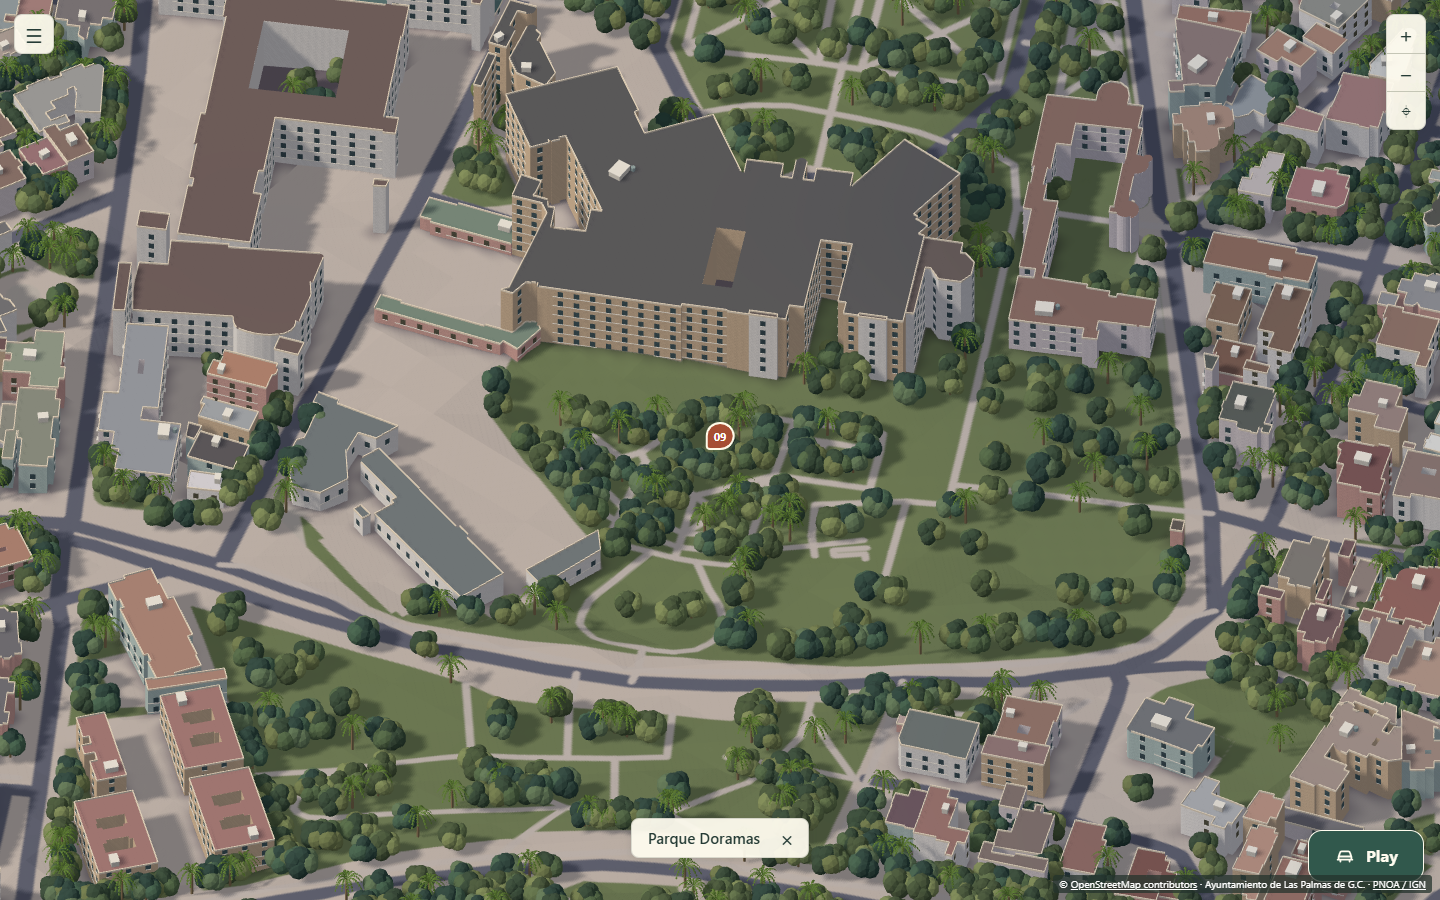 09
Parque Doramas ×
Play
© OpenStreetMap contributors · Ayuntamiento de Las Palmas de G.C. · PNOA / IGN